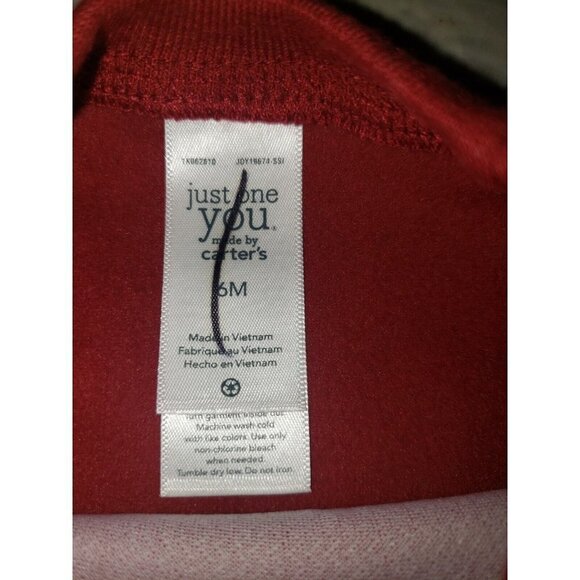 1K062810 JOY16674-SSI
just one
you.
made by
carter's
6M
Made in Vietnam
Fabriqué au Vietnam
Hecho en Vietnam
Turn garment inside out
Machine wash cold
with like colors. Use only
non-chlorine bleach
when needed.
Tumble dry low. Do not iron.